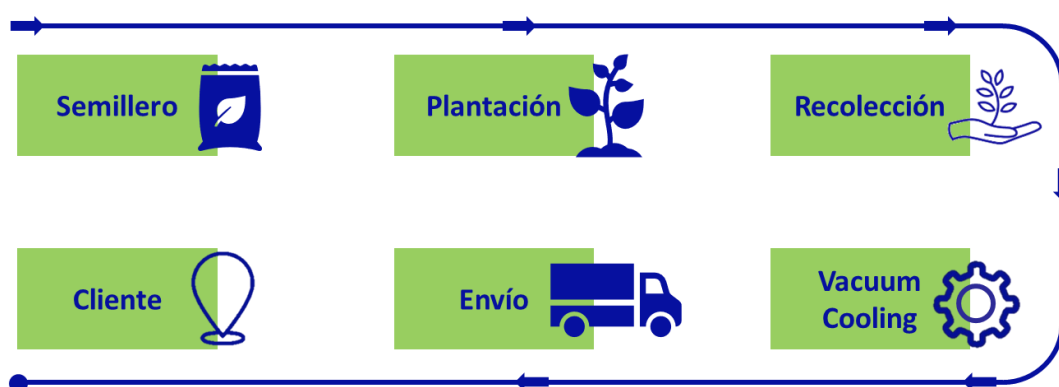 Semillero
Plantación
Recolección
Cliente
Envío
Vacuum
Cooling